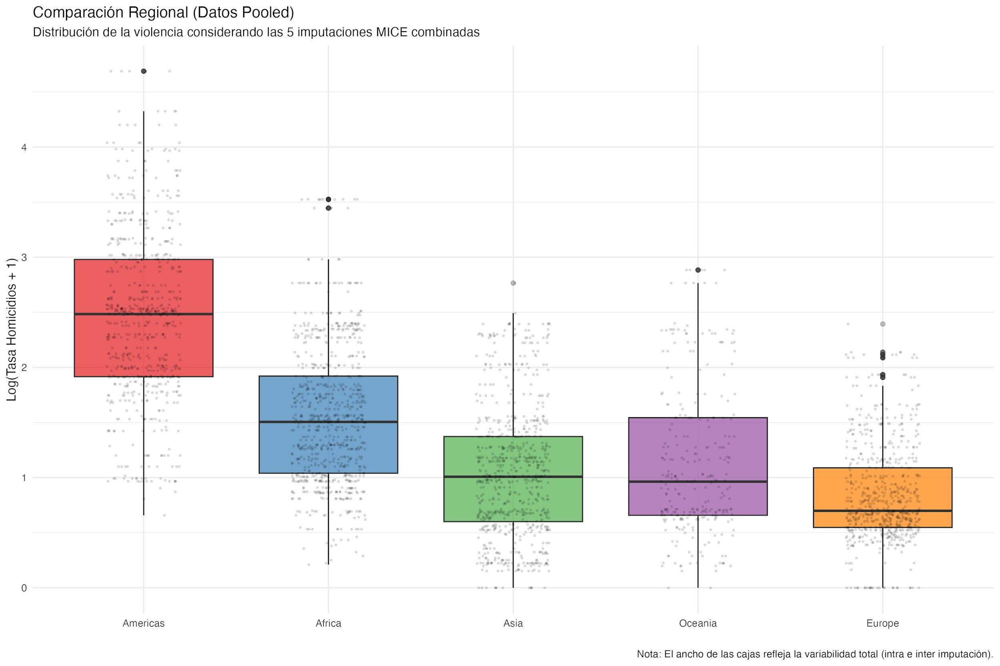 Comparación Regional (Datos Pooled)
Distribución de la violencia considerando las 5 imputaciones MICE combinadas
Log(Tasa Homicidios + 1)
4
3
2
1
0
Americas
Africa
Asia
Oceania
Europe
Nota: El ancho de las cajas refleja la variabilidad total (intra e inter imputación).